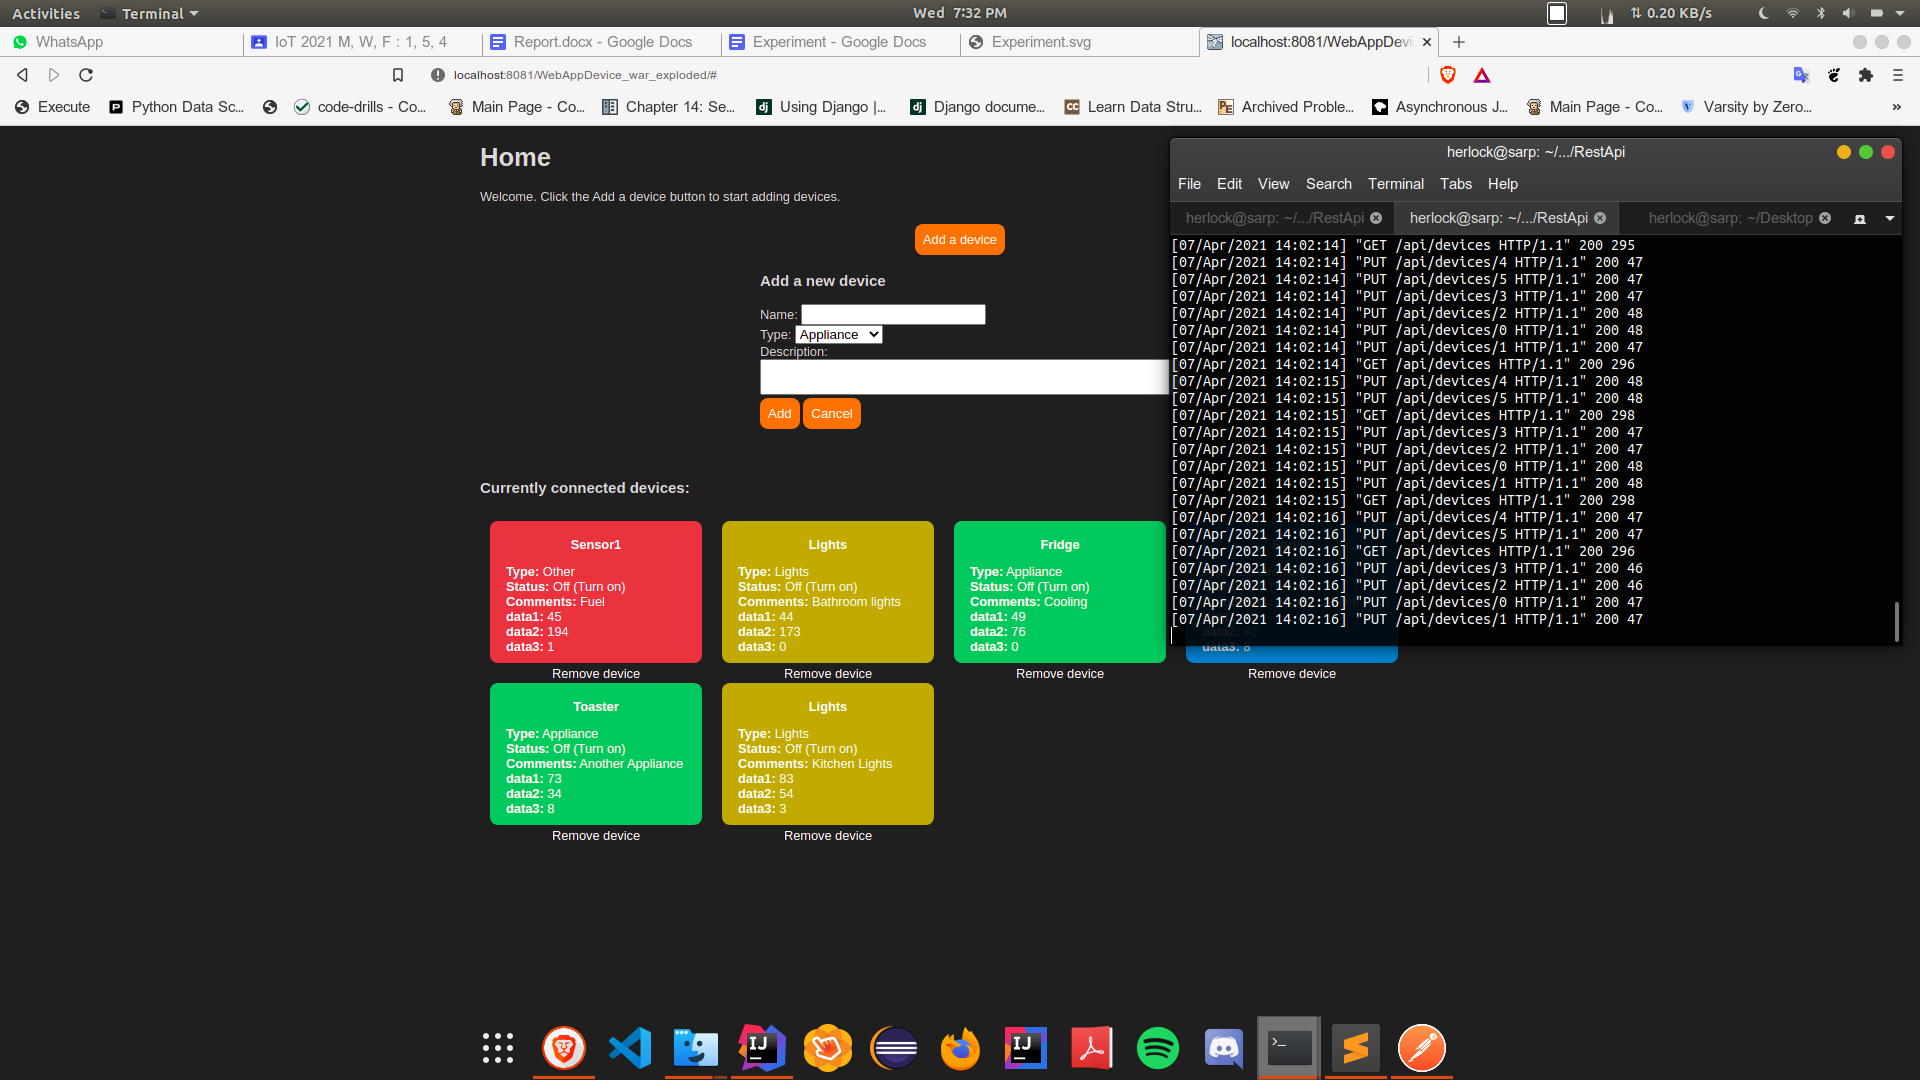 Activities Terminal Wed 7:32 PM 0.20 KB/s
WhatsApp IoT 2021 M, W, F : 1, 5, 4 Report.docx - Google Docs Experiment - Google Docs Experiment.svg localhost:8081/WebAppDevi
localhost:8081/WebAppDevice_war_exploded/#
Execute Python Data Sc... code-drills - Co... Main Page - Co... Chapter 14: Se... Using Django |... Django docume... Learn Data Stru... Archived Proble... Asynchronous J... Main Page - Co... Varsity by Zero... »
Home
Welcome. Click the Add a device button to start adding devices.
Add a device
Add a new device
Name:
Type: Appliance
Description:
Add Cancel
Currently connected devices:
Sensor1
Type: Other
Status: Off (Turn on)
Comments: Fuel
data1: 45
data2: 194
data3: 1
Remove device
Lights
Type: Lights
Status: Off (Turn on)
Comments: Bathroom lights
data1: 44
data2: 173
data3: 0
Remove device
Fridge
Type: Appliance
Status: Off (Turn on)
Comments: Cooling
data1: 49
data2: 76
data3: 0
Remove device
data2: 82
data3: 8
Remove device
Toaster
Type: Appliance
Status: Off (Turn on)
Comments: Another Appliance
data1: 73
data2: 34
data3: 8
Remove device
Lights
Type: Lights
Status: Off (Turn on)
Comments: Kitchen Lights
data1: 83
data2: 54
data3: 3
Remove device
herlock@sarp: ~/.../RestApi
File Edit View Search Terminal Tabs Help
herlock@sarp: ~/.../RestApi herlock@sarp: ~/.../RestApi herlock@sarp: ~/Desktop
[07/Apr/2021 14:02:14] "GET /api/devices HTTP/1.1" 200 295
[07/Apr/2021 14:02:14] "PUT /api/devices/4 HTTP/1.1" 200 47
[07/Apr/2021 14:02:14] "PUT /api/devices/5 HTTP/1.1" 200 47
[07/Apr/2021 14:02:14] "PUT /api/devices/3 HTTP/1.1" 200 47
[07/Apr/2021 14:02:14] "PUT /api/devices/2 HTTP/1.1" 200 48
[07/Apr/2021 14:02:14] "PUT /api/devices/0 HTTP/1.1" 200 48
[07/Apr/2021 14:02:14] "PUT /api/devices/1 HTTP/1.1" 200 47
[07/Apr/2021 14:02:14] "GET /api/devices HTTP/1.1" 200 296
[07/Apr/2021 14:02:15] "PUT /api/devices/4 HTTP/1.1" 200 48
[07/Apr/2021 14:02:15] "PUT /api/devices/5 HTTP/1.1" 200 48
[07/Apr/2021 14:02:15] "GET /api/devices HTTP/1.1" 200 298
[07/Apr/2021 14:02:15] "PUT /api/devices/3 HTTP/1.1" 200 47
[07/Apr/2021 14:02:15] "PUT /api/devices/2 HTTP/1.1" 200 47
[07/Apr/2021 14:02:15] "PUT /api/devices/0 HTTP/1.1" 200 48
[07/Apr/2021 14:02:15] "PUT /api/devices/1 HTTP/1.1" 200 48
[07/Apr/2021 14:02:15] "GET /api/devices HTTP/1.1" 200 298
[07/Apr/2021 14:02:16] "PUT /api/devices/4 HTTP/1.1" 200 47
[07/Apr/2021 14:02:16] "PUT /api/devices/5 HTTP/1.1" 200 47
[07/Apr/2021 14:02:16] "GET /api/devices HTTP/1.1" 200 296
[07/Apr/2021 14:02:16] "PUT /api/devices/3 HTTP/1.1" 200 46
[07/Apr/2021 14:02:16] "PUT /api/devices/2 HTTP/1.1" 200 46
[07/Apr/2021 14:02:16] "PUT /api/devices/0 HTTP/1.1" 200 47
[07/Apr/2021 14:02:16] "PUT /api/devices/1 HTTP/1.1" 200 47